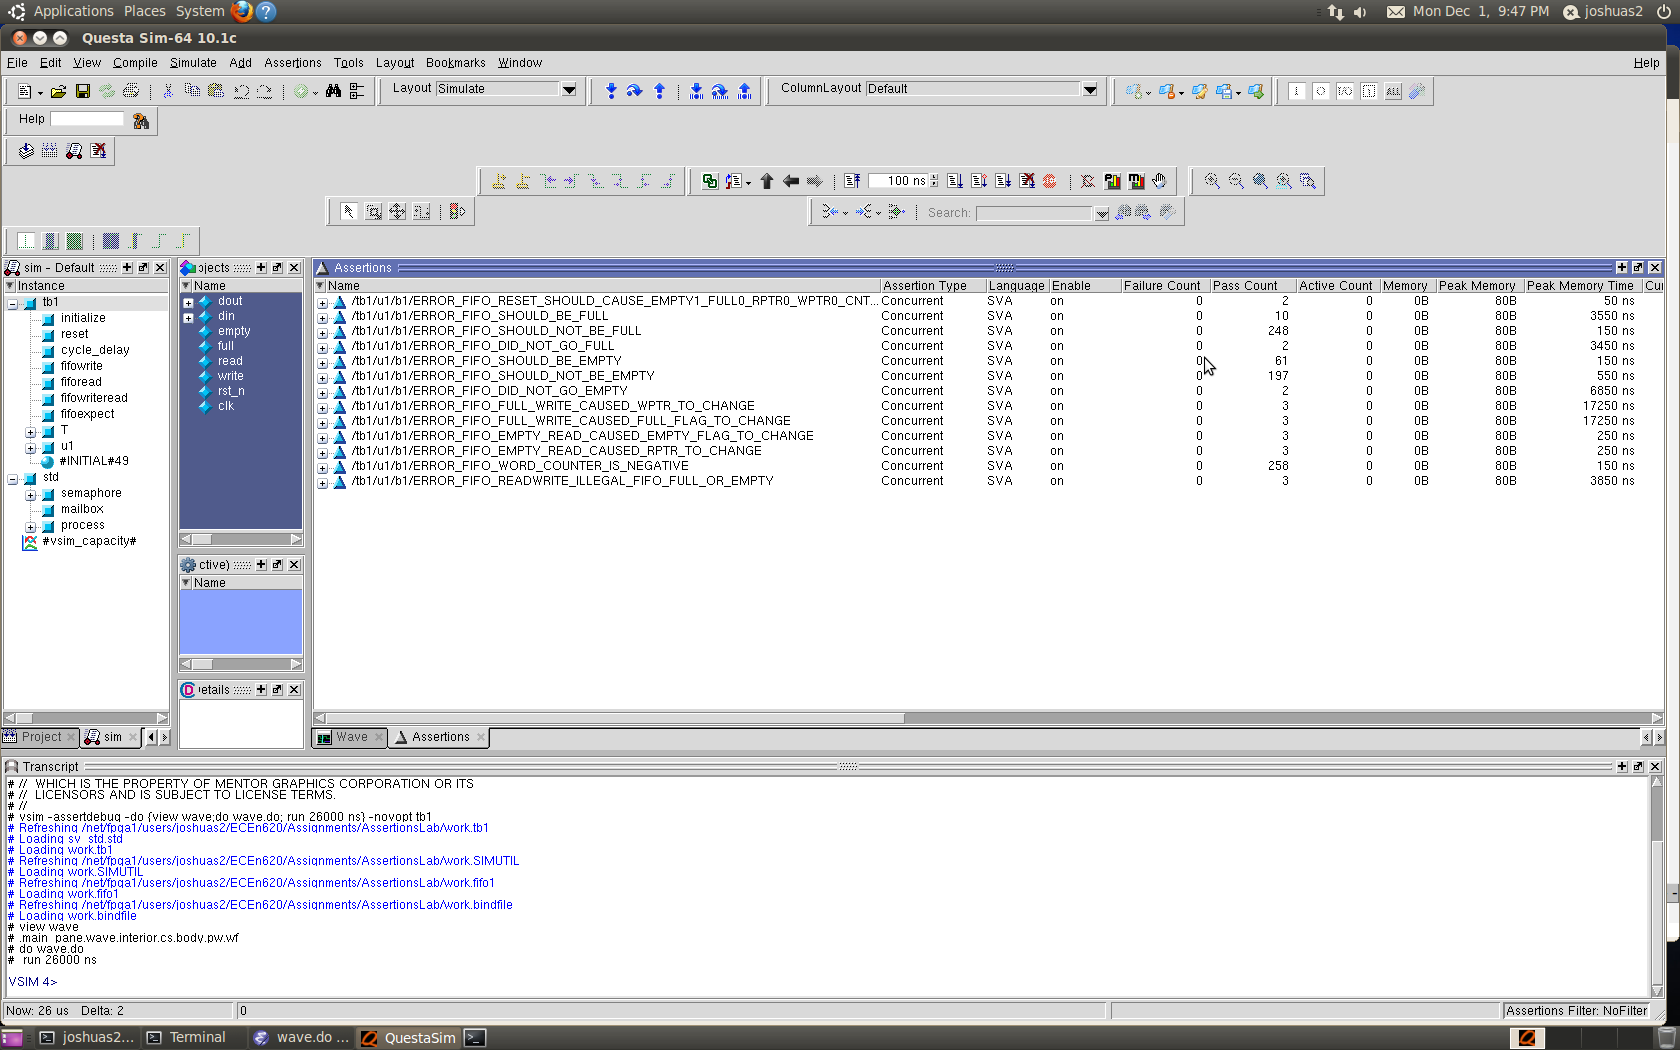 Applications Places System ? Mon Dec 1, 9:47 PM joshuas2
Questa Sim-64 10.1c
File Edit View Compile Simulate Add Assertions Tools Layout Bookmarks Window Help
Layout Simulate ColumnLayout Default
Help
100 ns
Search:
sim - Default
Instance
tb1
initialize
reset
cycle_delay
fifowrite
fiforead
fifowriteread
fifoexpect
T
u1
#INITIAL#49
std
semaphore
mailbox
process
#vsim_capacity#
Project sim
jects
Name
dout
din
empty
full
read
write
rst_n
clk
ctive)
Name
etails
Assertions
Name Assertion Type Language Enable Failure Count Pass Count Active Count Memory Peak Memory Peak Memory Time Cu
/tb1/u1/b1/ERROR_FIFO_RESET_SHOULD_CAUSE_EMPTY1_FULL0_RPTR0_WPTR0_CNT... Concurrent SVA on 0 2 0 0B 80B 50 ns
/tb1/u1/b1/ERROR_FIFO_SHOULD_BE_FULL Concurrent SVA on 0 10 0 0B 80B 3550 ns
/tb1/u1/b1/ERROR_FIFO_SHOULD_NOT_BE_FULL Concurrent SVA on 0 248 0 0B 80B 150 ns
/tb1/u1/b1/ERROR_FIFO_DID_NOT_GO_FULL Concurrent SVA on 0 2 0 0B 80B 3450 ns
/tb1/u1/b1/ERROR_FIFO_SHOULD_BE_EMPTY Concurrent SVA on 0 61 0 0B 80B 150 ns
/tb1/u1/b1/ERROR_FIFO_SHOULD_NOT_BE_EMPTY Concurrent SVA on 0 197 0 0B 80B 550 ns
/tb1/u1/b1/ERROR_FIFO_DID_NOT_GO_EMPTY Concurrent SVA on 0 2 0 0B 80B 6850 ns
/tb1/u1/b1/ERROR_FIFO_FULL_WRITE_CAUSED_WPTR_TO_CHANGE Concurrent SVA on 0 3 0 0B 80B 17250 ns
/tb1/u1/b1/ERROR_FIFO_FULL_WRITE_CAUSED_FULL_FLAG_TO_CHANGE Concurrent SVA on 0 3 0 0B 80B 17250 ns
/tb1/u1/b1/ERROR_FIFO_EMPTY_READ_CAUSED_EMPTY_FLAG_TO_CHANGE Concurrent SVA on 0 3 0 0B 80B 250 ns
/tb1/u1/b1/ERROR_FIFO_EMPTY_READ_CAUSED_RPTR_TO_CHANGE Concurrent SVA on 0 3 0 0B 80B 250 ns
/tb1/u1/b1/ERROR_FIFO_WORD_COUNTER_IS_NEGATIVE Concurrent SVA on 0 258 0 0B 80B 150 ns
/tb1/u1/b1/ERROR_FIFO_READWRITE_ILLEGAL_FIFO_FULL_OR_EMPTY Concurrent SVA on 0 3 0 0B 80B 3850 ns
Wave Assertions
Transcript
# // WHICH IS THE PROPERTY OF MENTOR GRAPHICS CORPORATION OR ITS
# // LICENSORS AND IS SUBJECT TO LICENSE TERMS.
# //
# vsim -assertdebug -do {view wave;do wave.do; run 26000 ns} -novopt tb1
# Refreshing /net/fpga1/users/joshuas2/ECEn620/Assignments/AssertionsLab/work.tb1
# Loading sv_std.std
# Loading work.tb1
# Refreshing /net/fpga1/users/joshuas2/ECEn620/Assignments/AssertionsLab/work.SIMUTIL
# Loading work.SIMUTIL
# Refreshing /net/fpga1/users/joshuas2/ECEn620/Assignments/AssertionsLab/work.fifo1
# Loading work.fifo1
# Refreshing /net/fpga1/users/joshuas2/ECEn620/Assignments/AssertionsLab/work.bindfile
# Loading work.bindfile
# view wave
# .main_pane.wave.interior.cs.body.pw.wf
# do wave.do
# run 26000 ns
VSIM 4>
Now: 26 us Delta: 2 0 Assertions Filter: NoFilter
joshuas2... Terminal wave.do ... QuestaSim